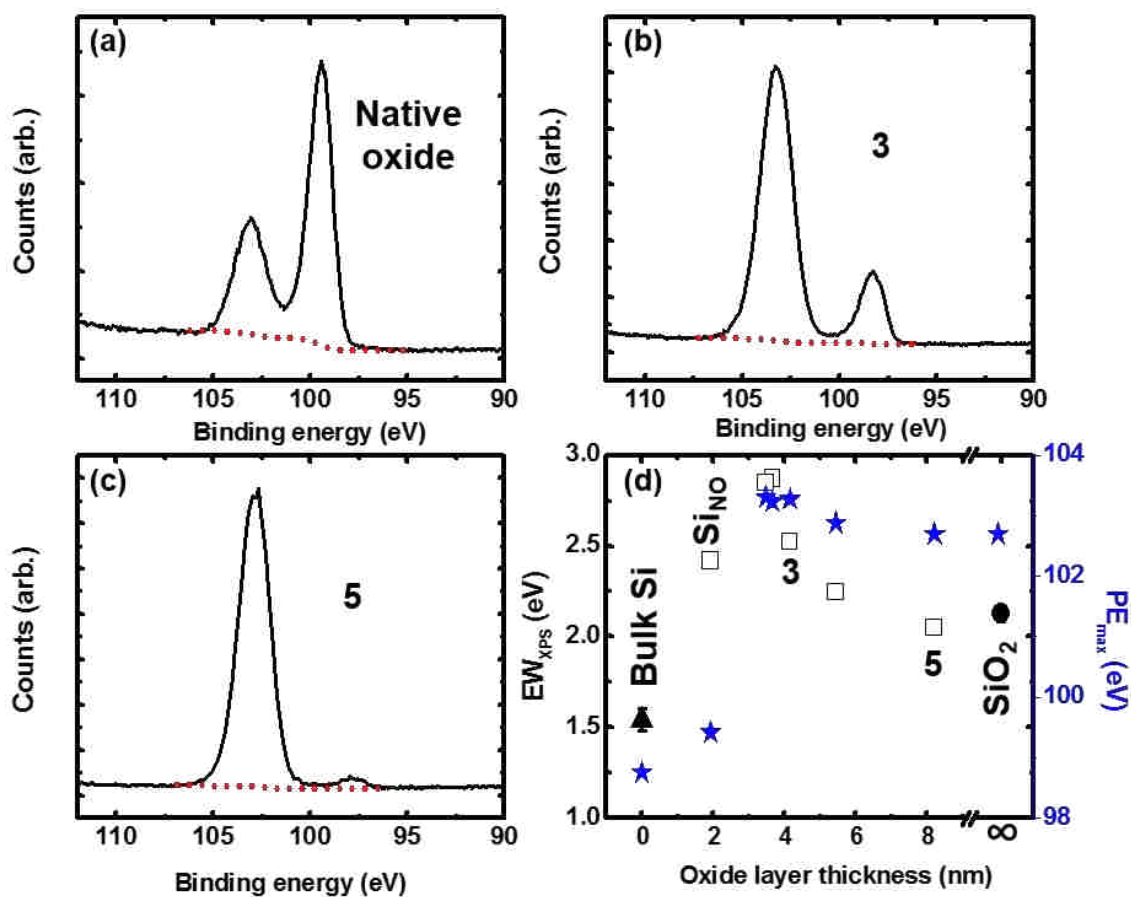 (a)
Native
oxide
Counts (arb.)
110 105 100 95 90
Binding energy (eV)
(b)
3
Counts (arb.)
110 105 100 95 90
Binding energy (eV)
(c)
5
Counts (arb.)
110 105 100 95 90
Binding energy (eV)
(d)
3.0
2.5
2.0
1.5
1.0
EW_XPS (eV)
Bulk Si
Si_NO
3
5
SiO₂
104
102
100
98
PE_max (eV)
0 2 4 6 8 ∞
Oxide layer thickness (nm)